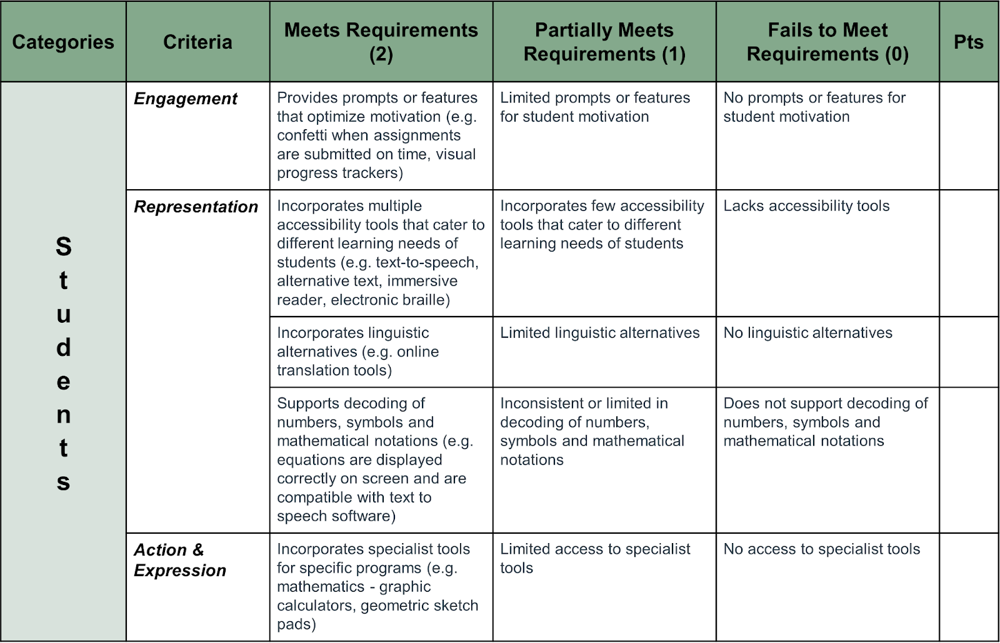 Categories
Criteria
Meets Requirements
(2)
Partially Meets
Requirements (1)
Fails to Meet
Requirements (0)
Pts
Students
Engagement
Provides prompts or features
that optimize motivation (e.g.
confetti when assignments
are submitted on time, visual
progress trackers)
Limited prompts or features
for student motivation
No prompts or features for
student motivation
Representation
Incorporates multiple
accessibility tools that cater to
different learning needs of
students (e.g. text-to-speech,
alternative text, immersive
reader, electronic braille)
Incorporates few accessibility
tools that cater to different
learning needs of students
Lacks accessibility tools
Incorporates linguistic
alternatives (e.g. online
translation tools)
Limited linguistic alternatives
No linguistic alternatives
Supports decoding of
numbers, symbols and
mathematical notations (e.g.
equations are displayed
correctly on screen and are
compatible with text to
speech software)
Inconsistent or limited in
decoding of numbers,
symbols and mathematical
notations
Does not support decoding of
numbers, symbols and
mathematical notations
Action &
Expression
Incorporates specialist tools
for specific programs (e.g.
mathematics - graphic
calculators, geometric sketch
pads)
Limited access to specialist
tools
No access to specialist tools